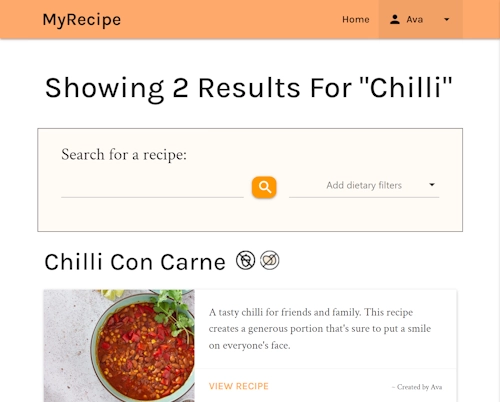 MyRecipe
Home
Ava
Showing 2 Results For "Chilli"
Search for a recipe:
Add dietary filters
Chilli Con Carne
A tasty chilli for friends and family. This recipe
creates a generous portion that's sure to put a smile
on everyone's face.
VIEW RECIPE
~ Created by Ava